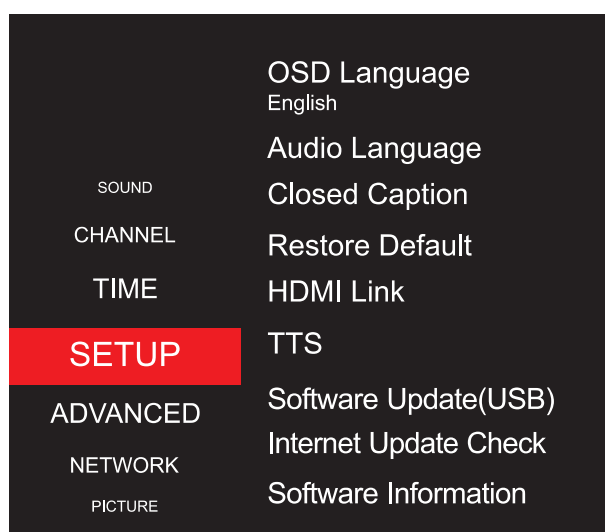 SOUND
CHANNEL
TIME
SETUP
ADVANCED
NETWORK
PICTURE
OSD Language
English
Audio Language
Closed Caption
Restore Default
HDMI Link
TTS
Software Update(USB)
Internet Update Check
Software Information